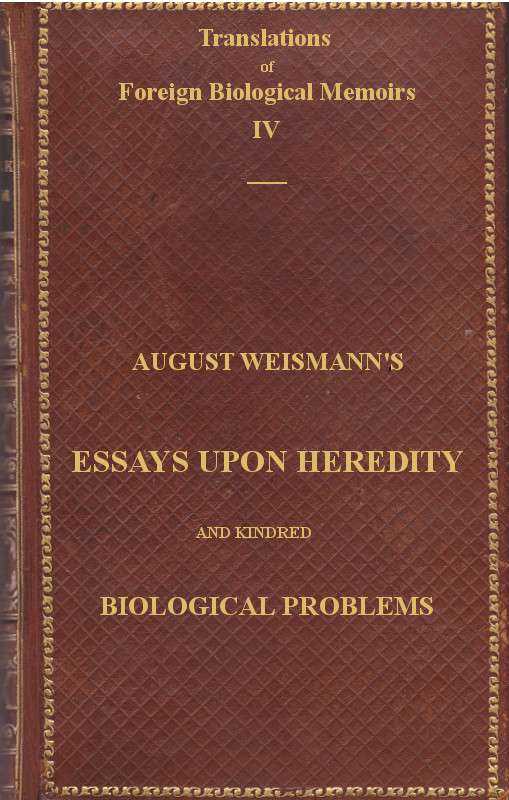 Translations
of
Foreign Biological Memoirs
IV
AUGUST WEISMANN'S
ESSAYS UPON HEREDITY
AND KINDRED
BIOLOGICAL PROBLEMS